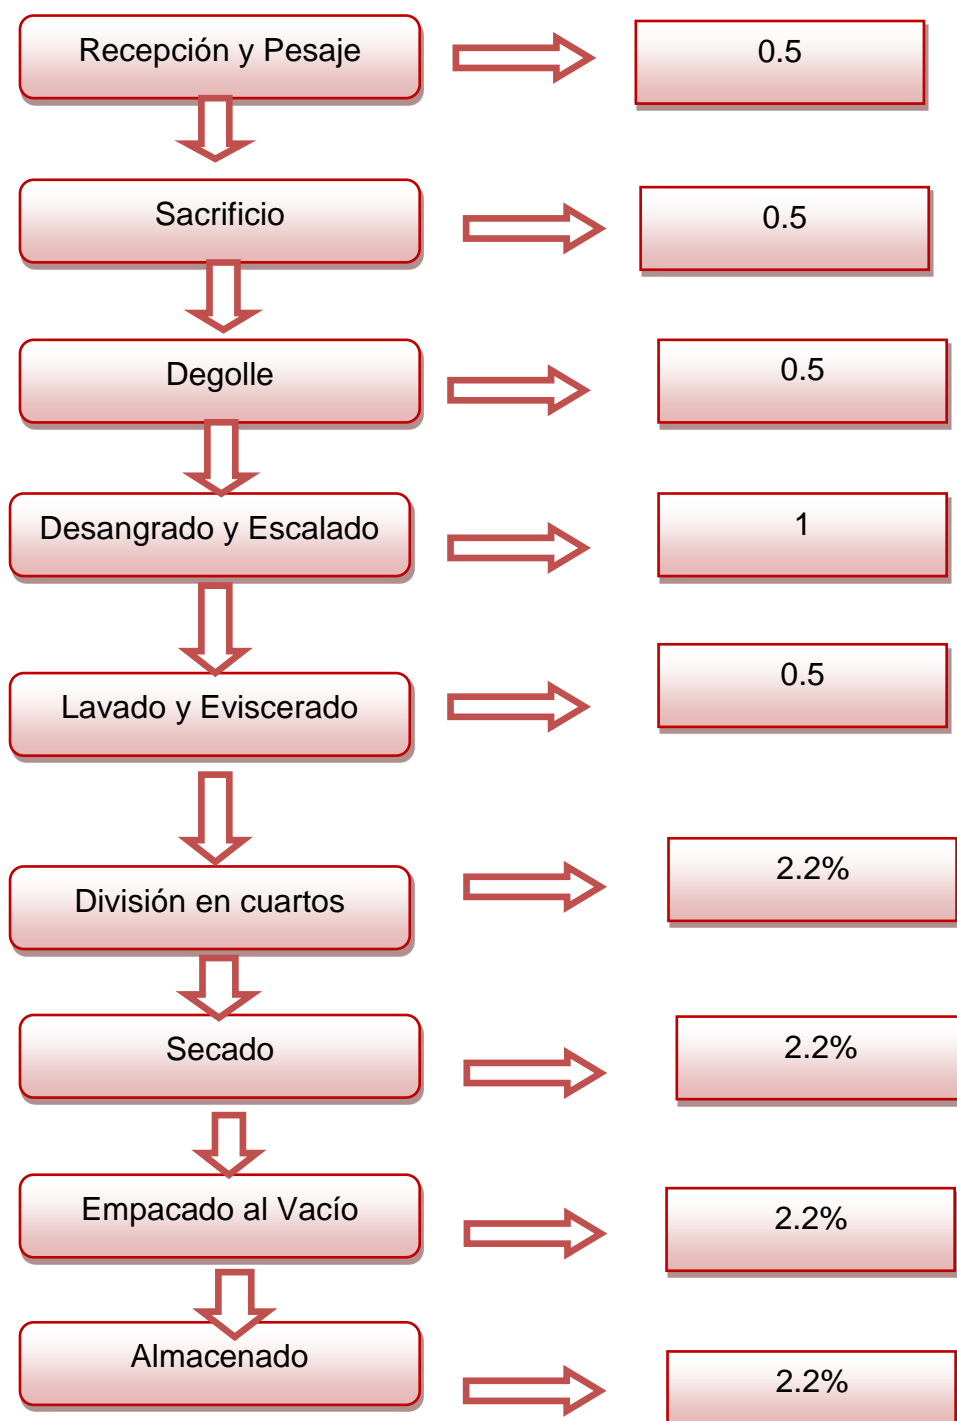 Recepción y Pesaje
0.5
Sacrificio
0.5
Degolle
0.5
Desangrado y Escalado
1
Lavado y Eviscerado
0.5
División en cuartos
2.2%
Secado
2.2%
Empacado al Vacío
2.2%
Almacenado
2.2%